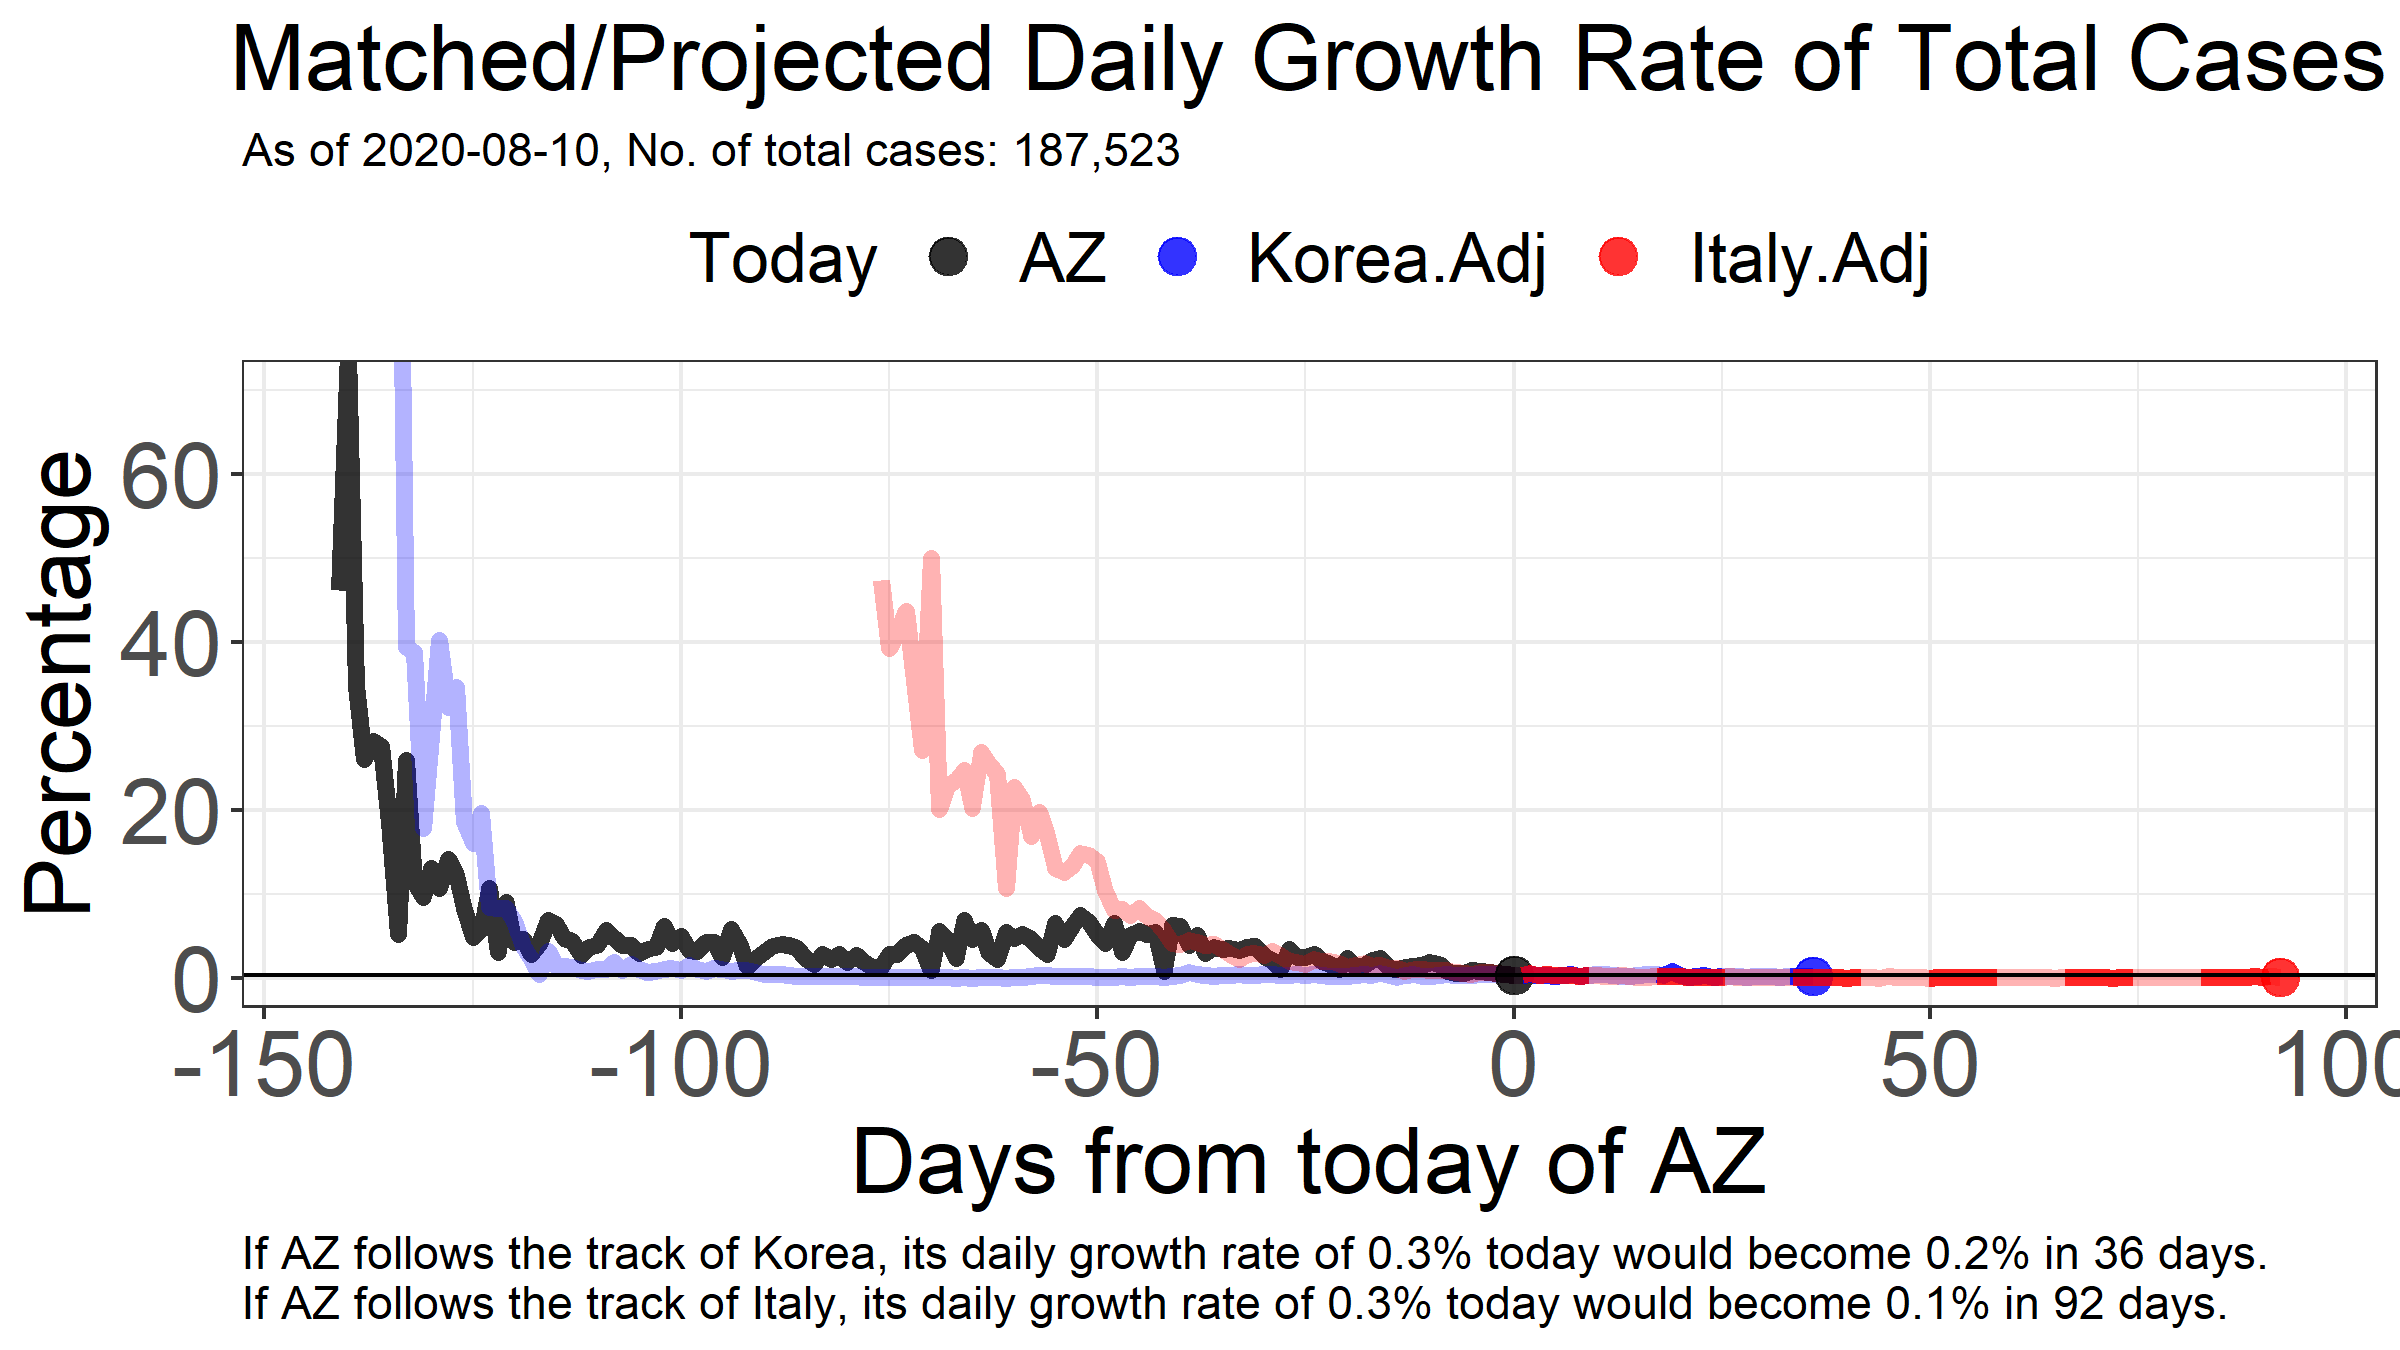 Matched/Projected Daily Growth Rate of Total Cases
As of 2020-08-10, No. of total cases: 187,523
Today AZ Korea.Adj Italy.Adj
Percentage
60
40
20
0
-150 -100 -50 0 50 100
Days from today of AZ
If AZ follows the track of Korea, its daily growth rate of 0.3% today would become 0.2% in 36 days.
If AZ follows the track of Italy, its daily growth rate of 0.3% today would become 0.1% in 92 days.